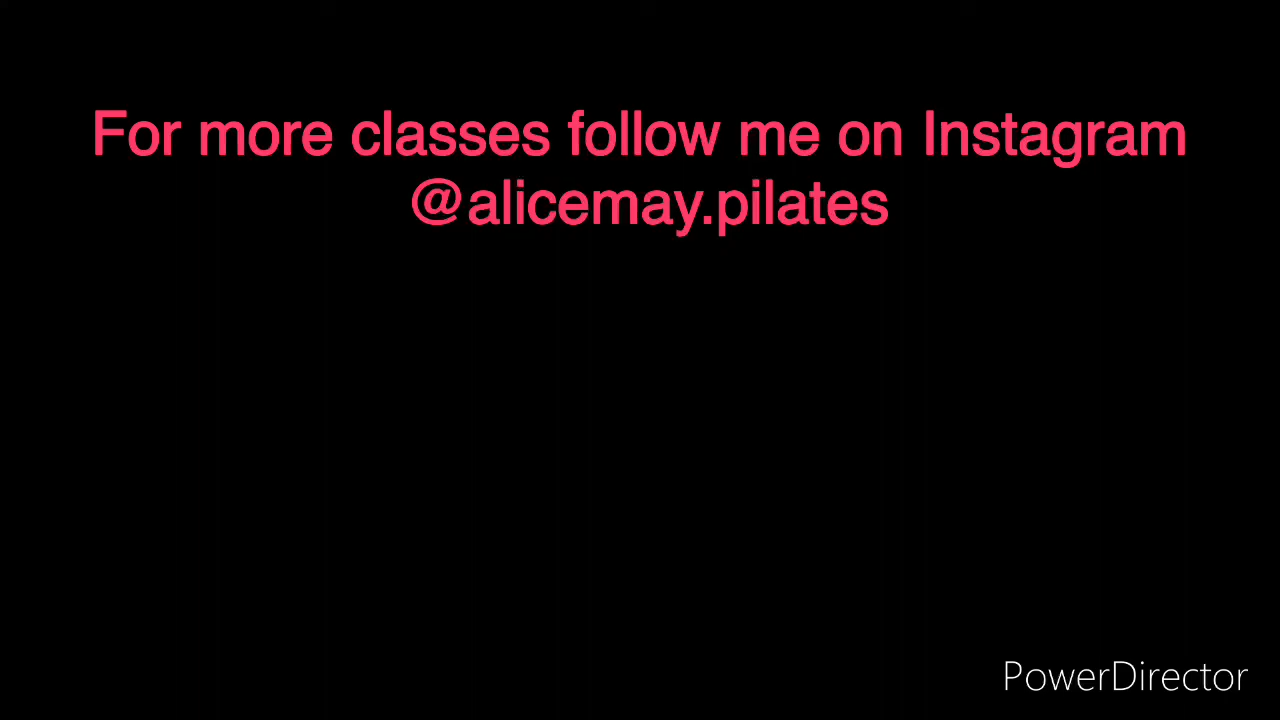 For more classes follow me on Instagram
@alicemay.pilates
PowerDirector